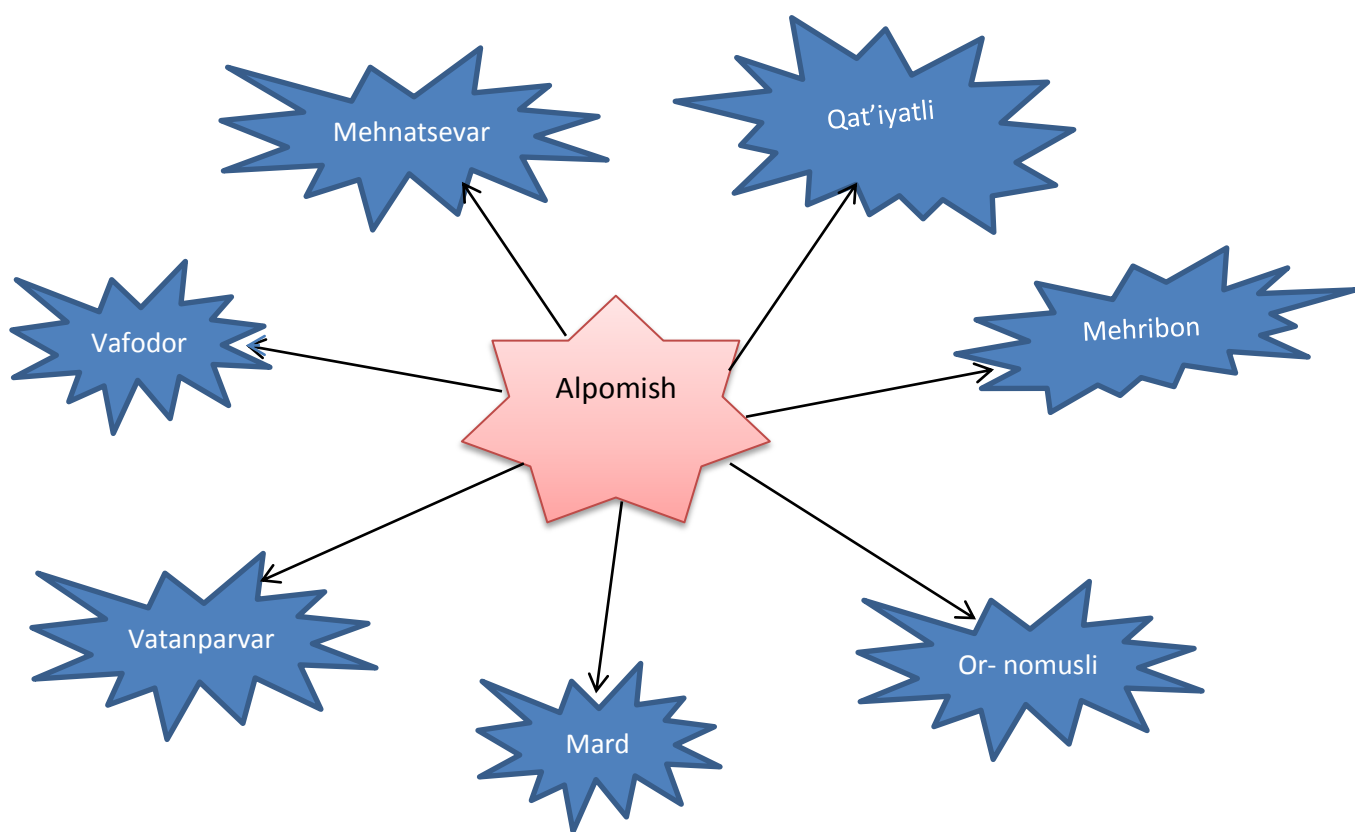 Mehnatsevar
Qat’iyatli
Vafodor
Mehribon
Alpomish
Vatanparvar
Or- nomusli
Mard